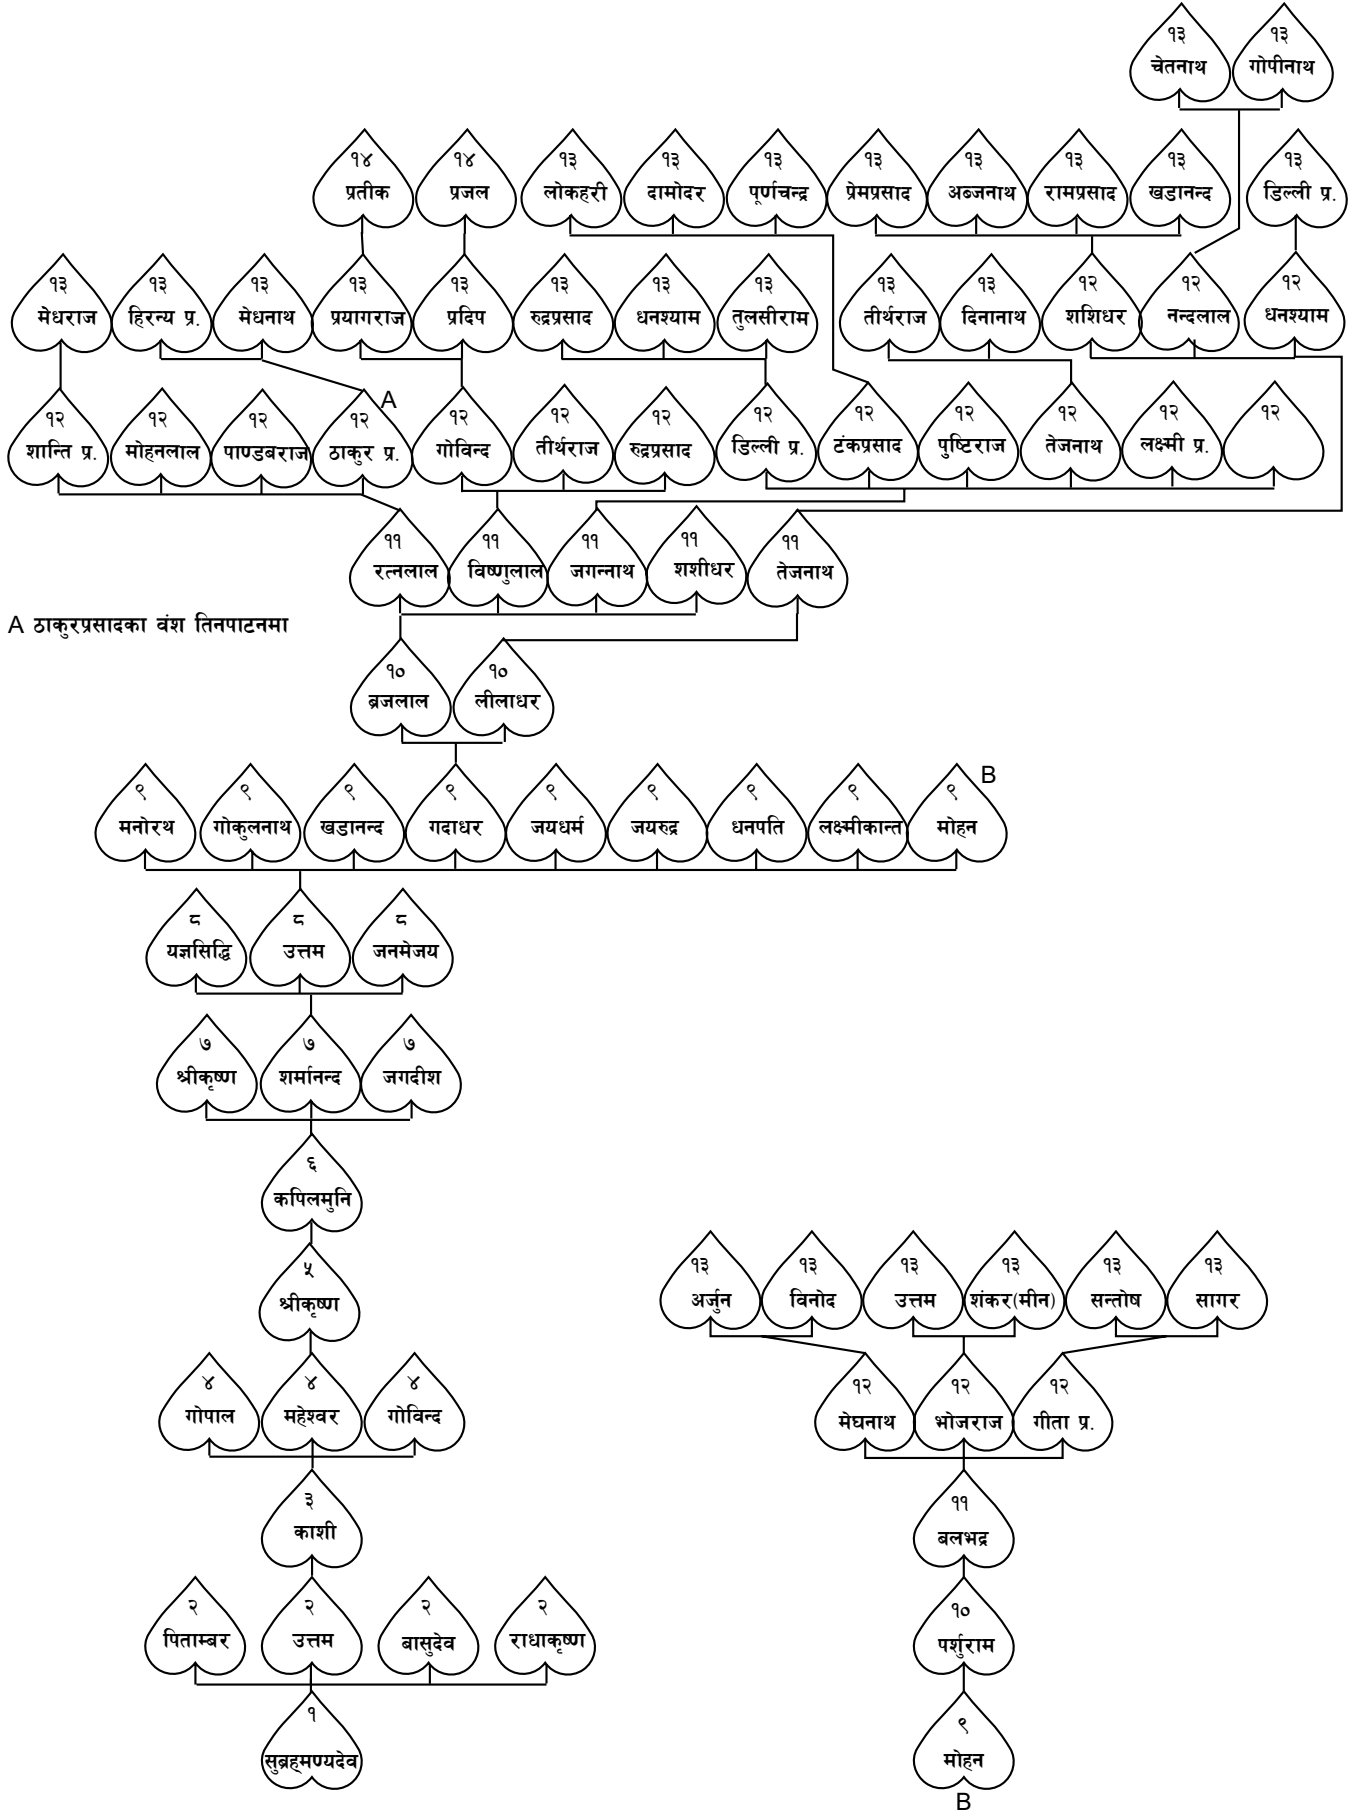 १३ १३
चेतनाथ गोपीनाथ
१४ १४ १३ १३ १३ १३ १३ १३ १३ १३
प्रतीक प्रजल लोकहरी दामोदर पूर्णचन्द्र प्रेमप्रसाद अब्जनाथ रामप्रसाद खडानन्द डिल्ली प्र.
१३ १३ १३ १३ १३ १३ १३ १३ १३ १३ १२ १२ १२
मेधराज हिरन्य प्र. मेधनाथ प्रयागराज प्रदिप रुद्रप्रसाद धनश्याम तुलसीराम तीर्थराज दिनानाथ शशिधर नन्दलाल धनश्याम
A
१२ १२ १२ १२ १२ १२ १२ १२ १२ १२ १२ १२ १२
शान्ति प्र. मोहनलाल पाण्डबराज ठाकुर प्र. गोविन्द तीर्थराज रुद्रप्रसाद डिल्ली प्र. टंकप्रसाद पुष्टिराज तेजनाथ लक्ष्मी प्र.
११ ११ ११ ११ ११
रत्नलाल विष्णुलाल जगन्नाथ शशीधर तेजनाथ
A ठाकुरप्रसादका वंश तिनपाटनमा
१० १०
ब्रजलाल लीलाधर
B
९ ९ ९ ९ ९ ९ ९ ९ ९
मनोरथ गोकुलनाथ खडानन्द गदाधर जयधर्म जयरुद्र धनपति लक्ष्मीकान्त मोहन
८ ८ ८
यज्ञसिद्धि उत्तम जनमेजय
७ ७ ७
श्रीकृष्ण शर्मानन्द जगदीश
६
कपिलमुनि
५
श्रीकृष्ण
४ ४ ४
गोपाल महेश्वर गोविन्द
३
काशी
२ २ २ २
पिताम्बर उत्तम बासुदेव राधाकृष्ण
१
सुब्रह्मण्यदेव
१३ १३ १३ १३ १३ १३
अर्जुन विनोद उत्तम शंकर(मीन) सन्तोष सागर
१२ १२ १२
मेघनाथ भोजराज गीता प्र.
११
बलभद्र
१०
पर्शुराम
९
मोहन
B